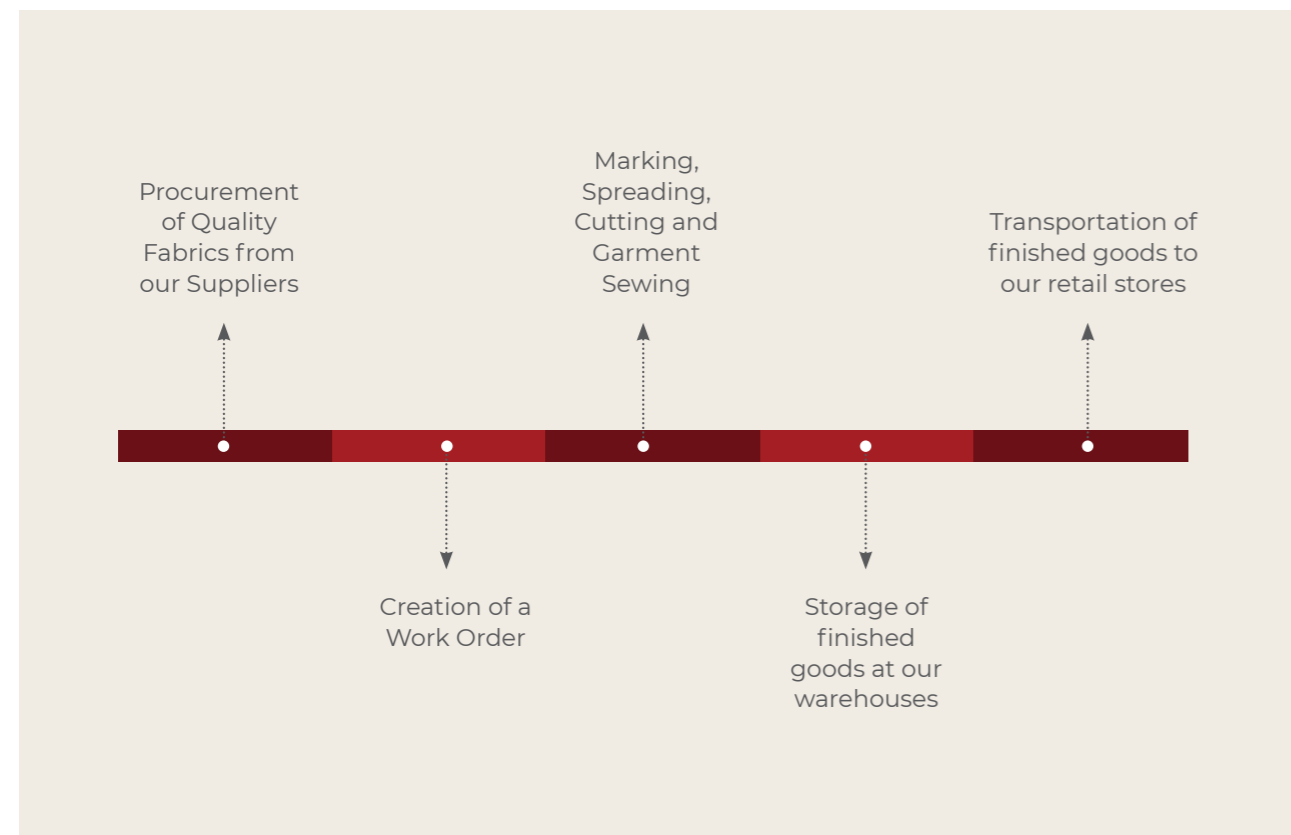 Procurement
of Quality
Fabrics from
our Suppliers
Creation of a
Work Order
Marking,
Spreading,
Cutting and
Garment
Sewing
Storage of
finished
goods at our
warehouses
Transportation of
finished goods to
our retail stores